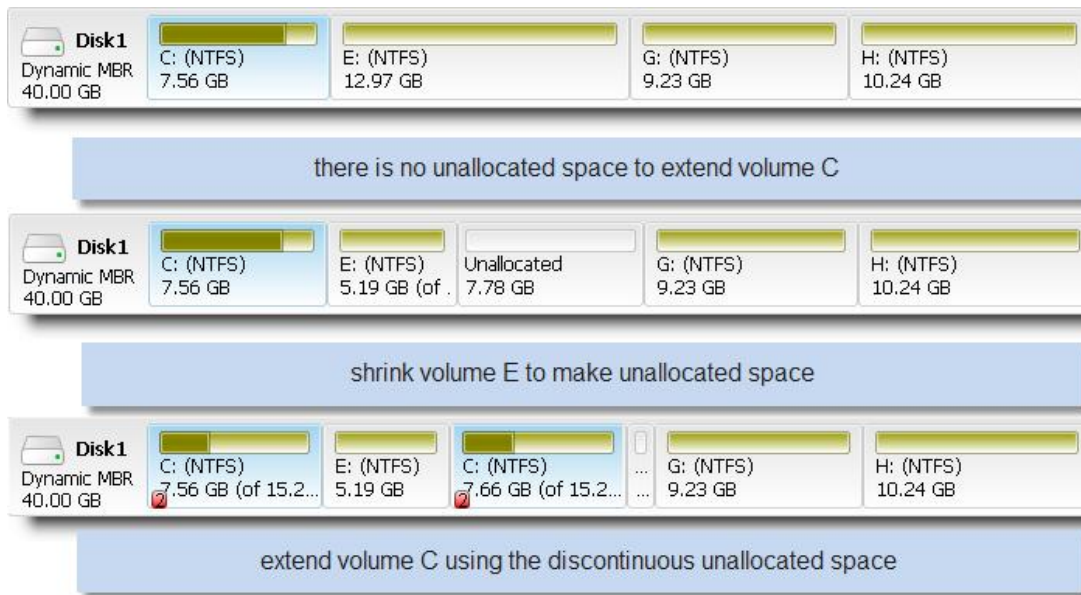 Disk1
Dynamic MBR
40.00 GB
C: (NTFS)
7.56 GB
E: (NTFS)
12.97 GB
G: (NTFS)
9.23 GB
H: (NTFS)
10.24 GB
there is no unallocated space to extend volume C
Disk1
Dynamic MBR
40.00 GB
C: (NTFS)
7.56 GB
E: (NTFS)
5.19 GB (of .
Unallocated
7.78 GB
G: (NTFS)
9.23 GB
H: (NTFS)
10.24 GB
shrink volume E to make unallocated space
Disk1
Dynamic MBR
40.00 GB
C: (NTFS)
7.56 GB (of 15.2...
2
E: (NTFS)
5.19 GB
C: (NTFS)
7.66 GB (of 15.2...
2
...
...
G: (NTFS)
9.23 GB
H: (NTFS)
10.24 GB
extend volume C using the discontinuous unallocated space